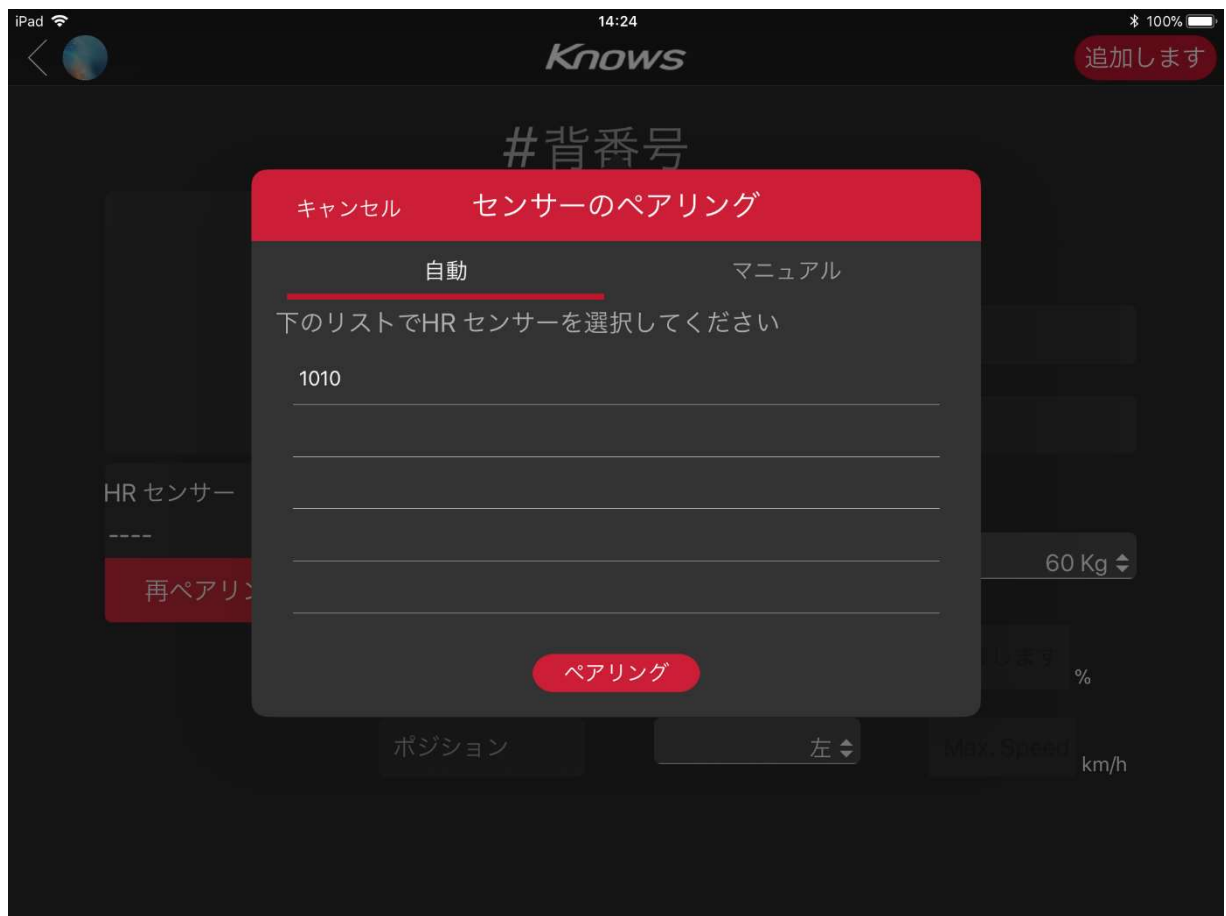 iPad 14:24 100%
Knows 追加します
#背番号
キャンセル センサーのペアリング
自動 マニュアル
下のリストでHR センサーを選択してください
1010
HR センサー
----
60 Kg
再ペアリン
ペアリング
します %
ポジション 左 Max. Speed km/h